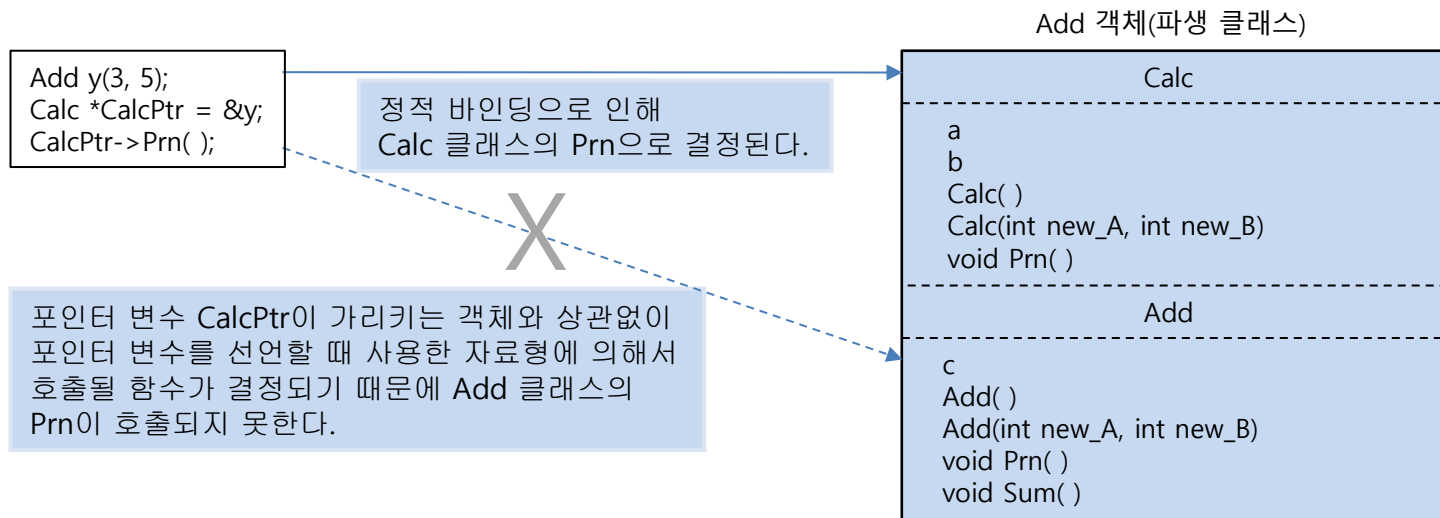 Add 객체(파생 클래스)
Add y(3, 5);
Calc *CalcPtr = &y;
CalcPtr->Prn( );
정적 바인딩으로 인해
Calc 클래스의 Prn으로 결정된다.
X
포인터 변수 CalcPtr이 가리키는 객체와 상관없이
포인터 변수를 선언할 때 사용한 자료형에 의해서
호출될 함수가 결정되기 때문에 Add 클래스의
Prn이 호출되지 못한다.
Calc
a
b
Calc( )
Calc(int new_A, int new_B)
void Prn( )
Add
c
Add( )
Add(int new_A, int new_B)
void Prn( )
void Sum( )